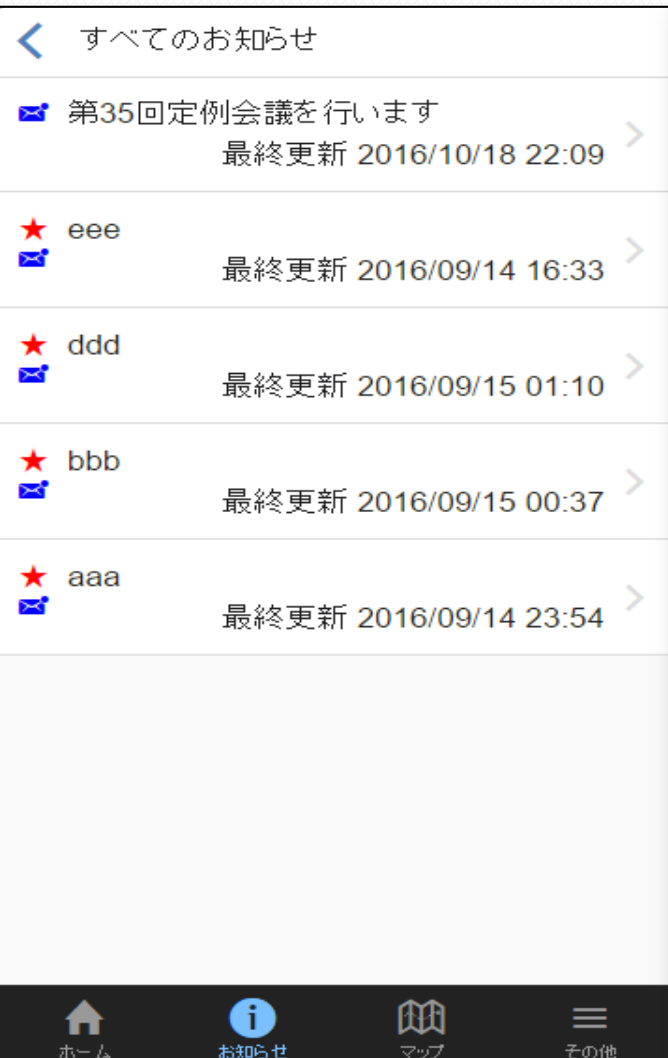 すべてのお知らせ
第35回定例会議を行います
最終更新 2016/10/18 22:09
eee
最終更新 2016/09/14 16:33
ddd
最終更新 2016/09/15 01:10
bbb
最終更新 2016/09/15 00:37
aaa
最終更新 2016/09/14 23:54
ホーム お知らせ マップ その他